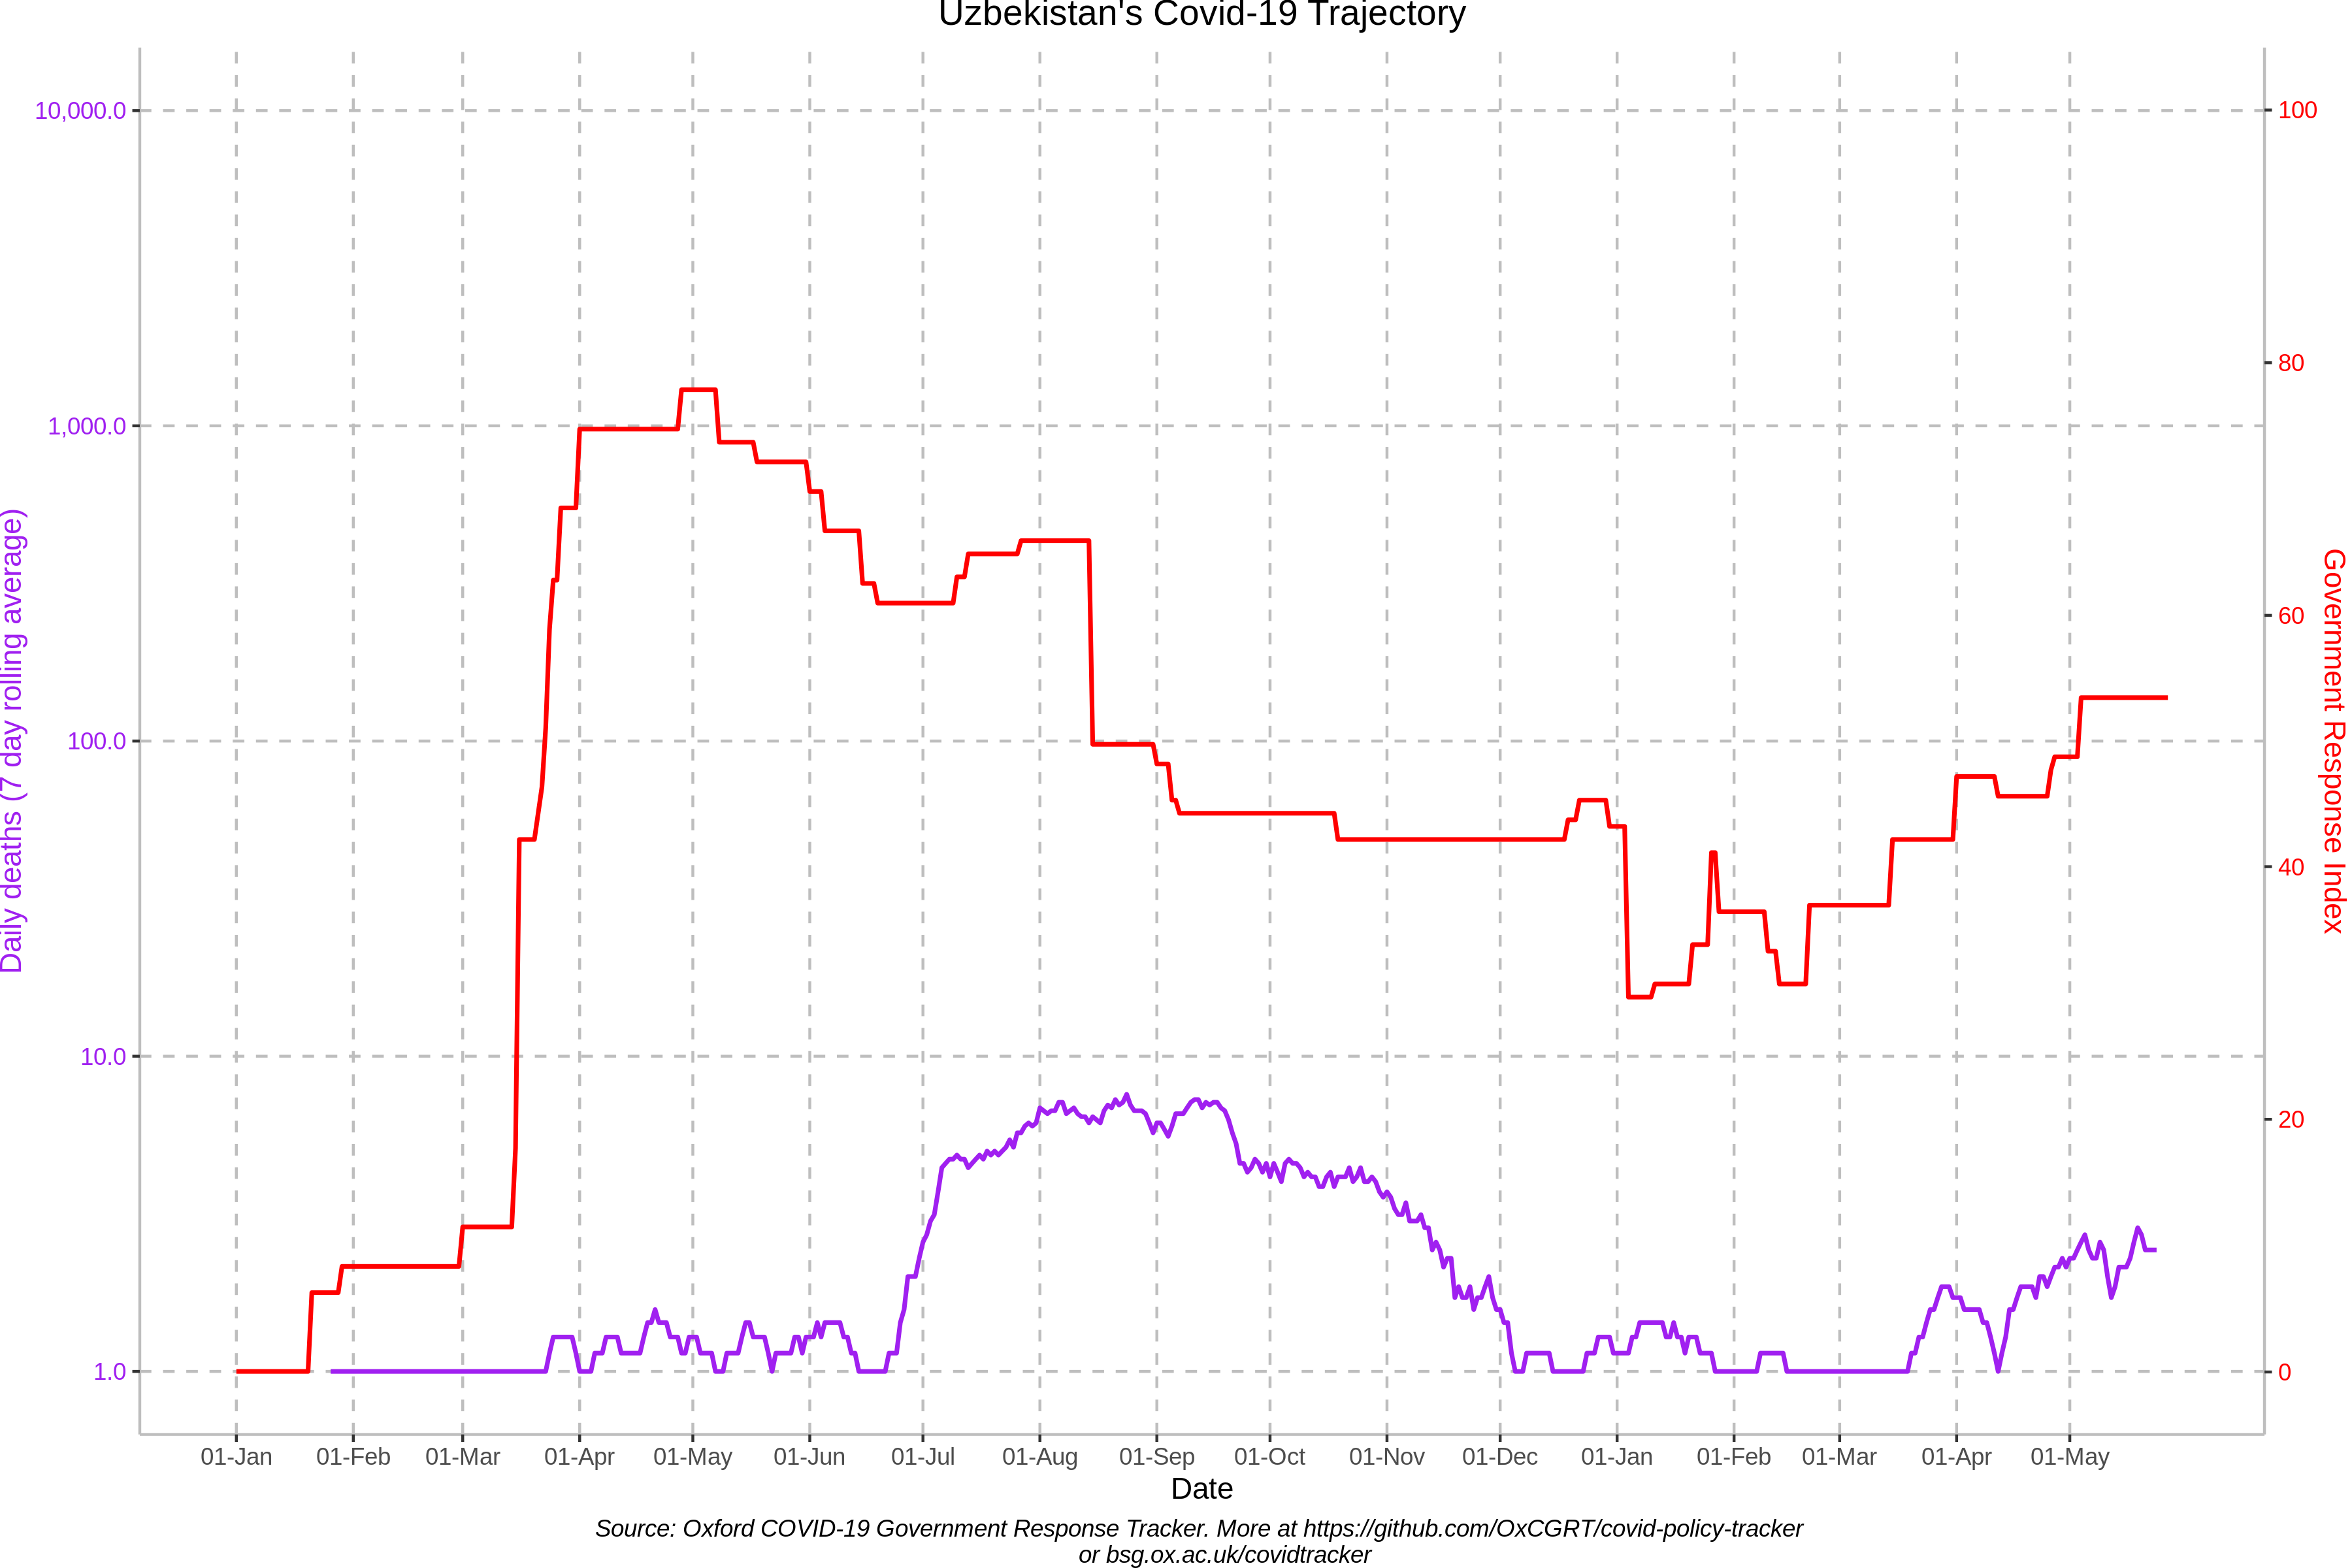 Uzbekistan's Covid-19 Trajectory
10,000.0
1,000.0
100.0
10.0
1.0
Daily deaths (7 day rolling average)
100
80
60
40
20
0
Government Response Index
01-Jan
01-Feb
01-Mar
01-Apr
01-May
01-Jun
01-Jul
01-Aug
01-Sep
01-Oct
01-Nov
01-Dec
01-Jan
01-Feb
01-Mar
01-Apr
01-May
Date
Source: Oxford COVID-19 Government Response Tracker. More at https://github.com/OxCGRT/covid-policy-tracker
or bsg.ox.ac.uk/covidtracker